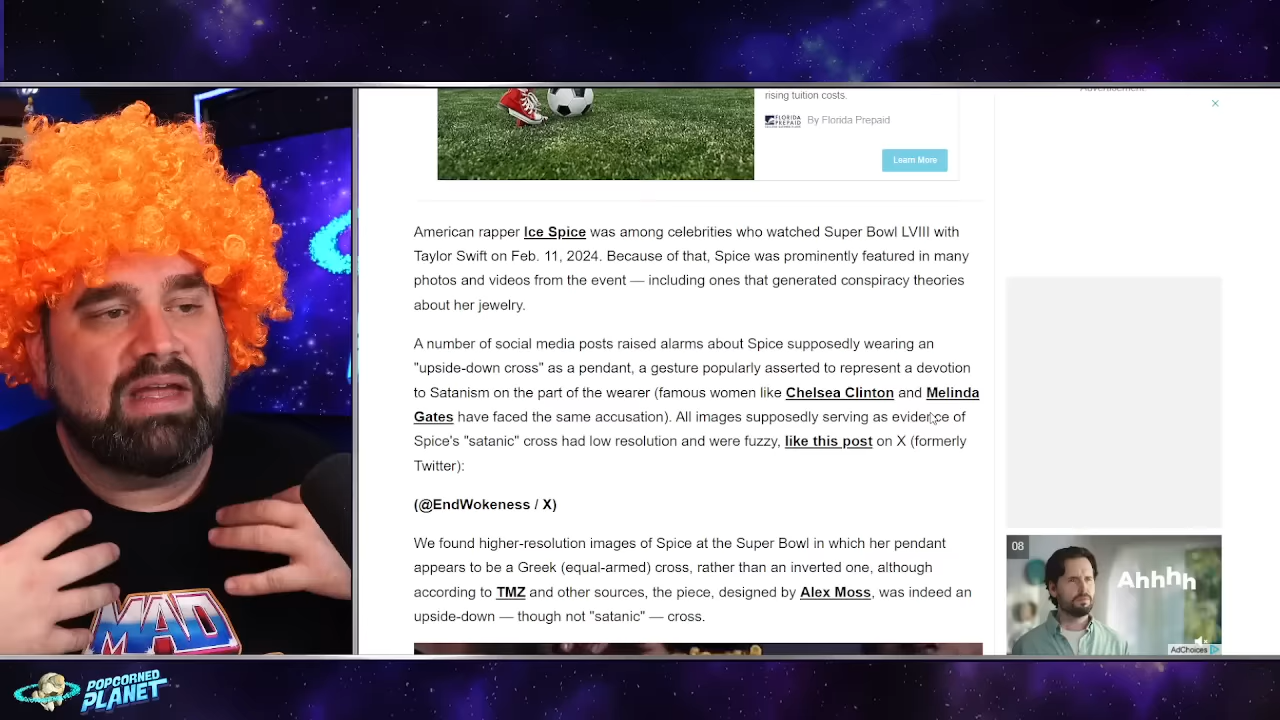 Advertisement
rising tuition costs.
FLORIDA PREPAID By Florida Prepaid
Learn More
American rapper Ice Spice was among celebrities who watched Super Bowl LVIII with
Taylor Swift on Feb. 11, 2024. Because of that, Spice was prominently featured in many
photos and videos from the event — including ones that generated conspiracy theories
about her jewelry.
A number of social media posts raised alarms about Spice supposedly wearing an
"upside-down cross" as a pendant, a gesture popularly asserted to represent a devotion
to Satanism on the part of the wearer (famous women like Chelsea Clinton and Melinda
Gates have faced the same accusation). All images supposedly serving as evidence of
Spice's "satanic" cross had low resolution and were fuzzy, like this post on X (formerly
Twitter):
(@EndWokeness / X)
We found higher-resolution images of Spice at the Super Bowl in which her pendant
appears to be a Greek (equal-armed) cross, rather than an inverted one, although
according to TMZ and other sources, the piece, designed by Alex Moss, was indeed an
upside-down — though not "satanic" — cross.
08
Ahhhh
AdChoices
MAD
POPCORNED
PLANET